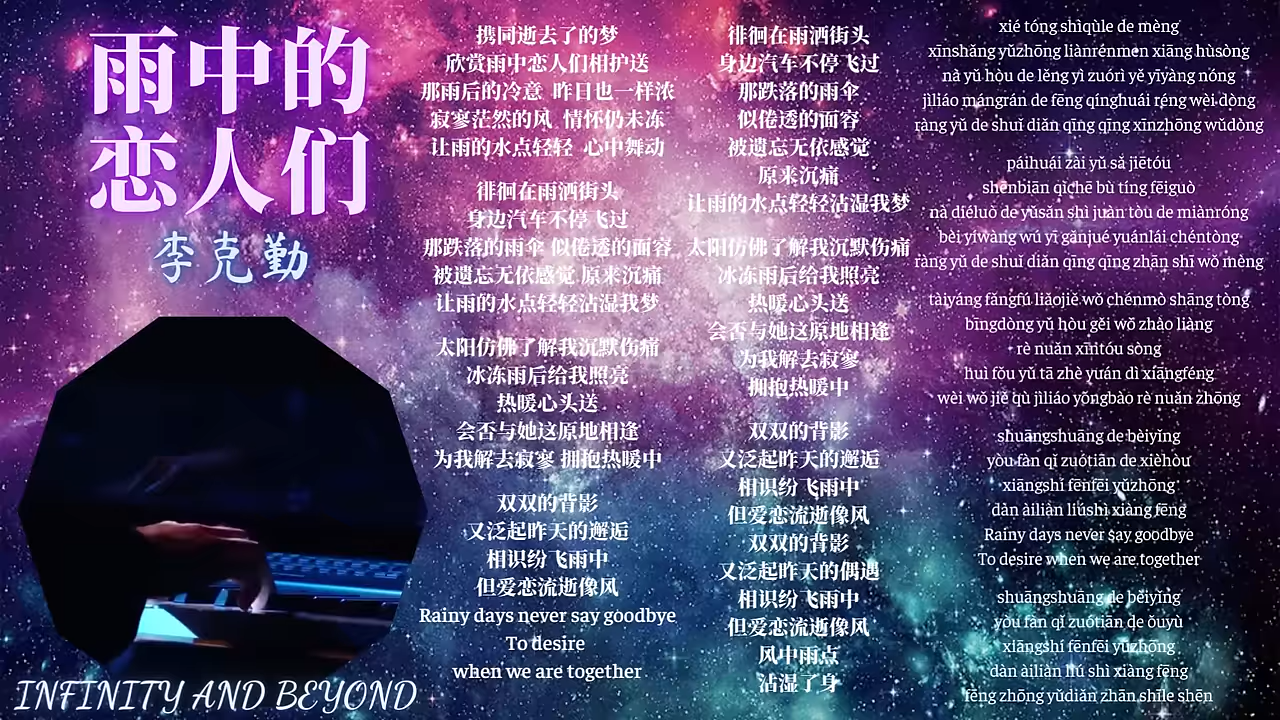 雨中的
恋人们
李克勤
INFINITY AND BEYOND
携同逝去了的梦
欣赏雨中恋人们相护送
那雨后的冷意 昨日也一样浓
寂寥茫然的风 情怀仍未冻
让雨的水点轻轻 心中舞动
徘徊在雨洒街头
身边汽车不停飞过
那跌落的雨伞 似倦透的面容
被遗忘无依感觉 原来沉痛
让雨的水点轻轻沾湿我梦
太阳仿佛了解我沉默伤痛
冰冻雨后给我照亮
热暖心头送
会否与她这原地相逢
为我解去寂寥 拥抱热暖中
双双的背影
又泛起昨天的邂逅
相识纷飞雨中
但爱恋流逝像风
Rainy days never say goodbye
To desire
when we are together
徘徊在雨洒街头
身边汽车不停飞过
那跌落的雨伞
似倦透的面容
被遗忘无依感觉
原来沉痛
让雨的水点轻轻沾湿我梦
太阳仿佛了解我沉默伤痛
冰冻雨后给我照亮
热暖心头送
会否与她这原地相逢
为我解去寂寥
拥抱热暖中
双双的背影
又泛起昨天的邂逅
相识纷飞雨中
但爱恋流逝像风
双双的背影
又泛起昨天的偶遇
相识纷飞雨中
但爱恋流逝像风
风中雨点
沾湿了身
xié tóng shìqùle de mèng
xīnshǎng yǔzhōng liànrénmen xiāng hùsòng
nà yǔ hòu de lěng yì zuórì yě yīyàng nóng
jìliáo mángrán de fēng qínghuái réng wèi dòng
ràng yǔ de shuǐ diǎn qīng qīng xīnzhōng wǔdòng
páihuái zài yǔ sǎ jiētóu
shēnbiān qìchē bù tíng fēiguò
nà diéluò de yǔsǎn shì juàn tòu de miànróng
bèi yíwàng wú yī gǎnjué yuánlái chéntòng
ràng yǔ de shuǐ diǎn qīng qīng zhān shī wǒ mèng
tàiyáng fǎngfú liǎojiě wǒ chénmò shāng tòng
bīngdòng yǔ hòu gěi wǒ zhào liàng
rè nuǎn xīntóu sòng
huì fǒu yǔ tā zhè yuán dì xiāngféng
wèi wǒ jiě qù jìliáo yǒngbào rè nuǎn zhōng
shuāngshuāng de bèiyǐng
yòu fàn qǐ zuótiān de xièhòu
xiāngshí fēnfēi yǔzhōng
dàn àiliàn liúshì xiàng fēng
Rainy days never say goodbye
To desire when we are together
shuāngshuāng de bèiyǐng
yòu fàn qǐ zuótiān de ǒuyù
xiāngshí fēnfēi yǔzhōng
dàn àiliàn liú shì xiàng fēng
fēng zhōng yǔdiǎn zhān shīle shēn